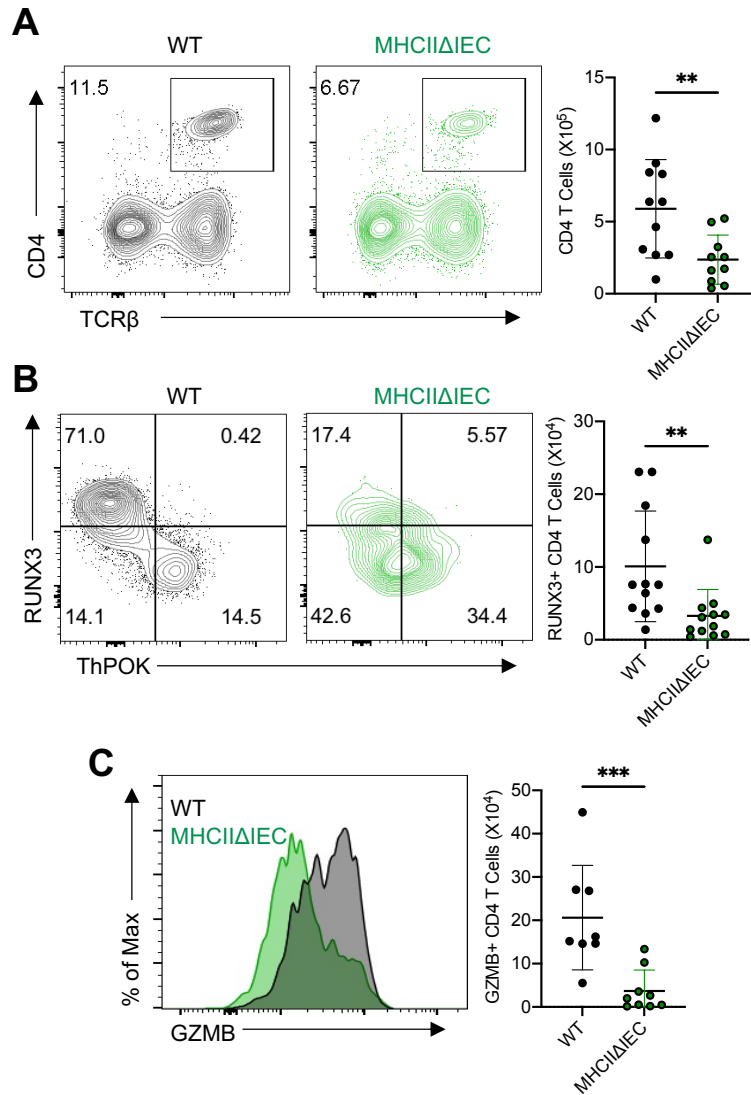 A
WT
MHCIIΔIEC
11.5
6.67
CD4
TCRβ
CD4 T Cells (X10⁵)
15
10
5
0
**
WT
MHCIIΔIEC
B
WT
MHCIIΔIEC
71.0
0.42
14.1
14.5
17.4
5.57
42.6
34.4
RUNX3
ThPOK
RUNX3+ CD4 T Cells (X10⁴)
30
20
10
0
**
WT
MHCIIΔIEC
C
WT
MHCIIΔIEC
% of Max
GZMB
GZMB+ CD4 T Cells (X10⁴)
50
40
30
20
10
0
***
WT
MHCIIΔIEC